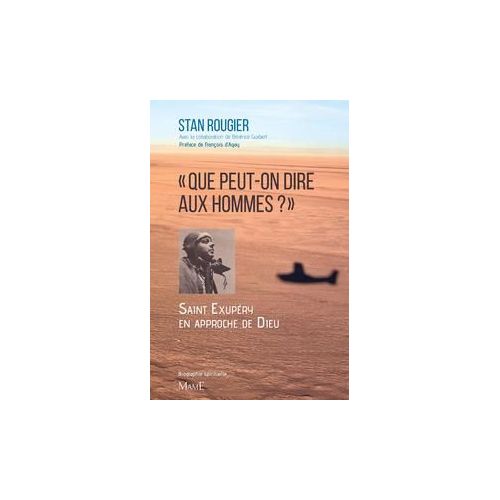 STAN ROUGIER
Avec la collaboration de Bérénice Guibert
Préface de François d'Agay
« QUE PEUT-ON DIRE
AUX HOMMES ? »
SAINT EXUPÉRY
EN APPROCHE DE DIEU
Biographie spirituelle
MAME